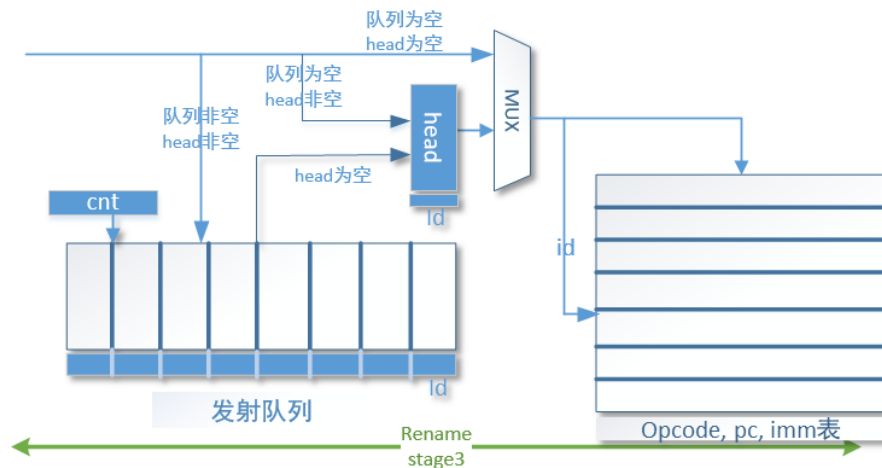 队列为空
head为空
队列为空
head非空
队列非空
head非空
head
MUX
head为空
cnt
Id
id
Id
发射队列
Opcode, pc, imm表
Rename
stage3